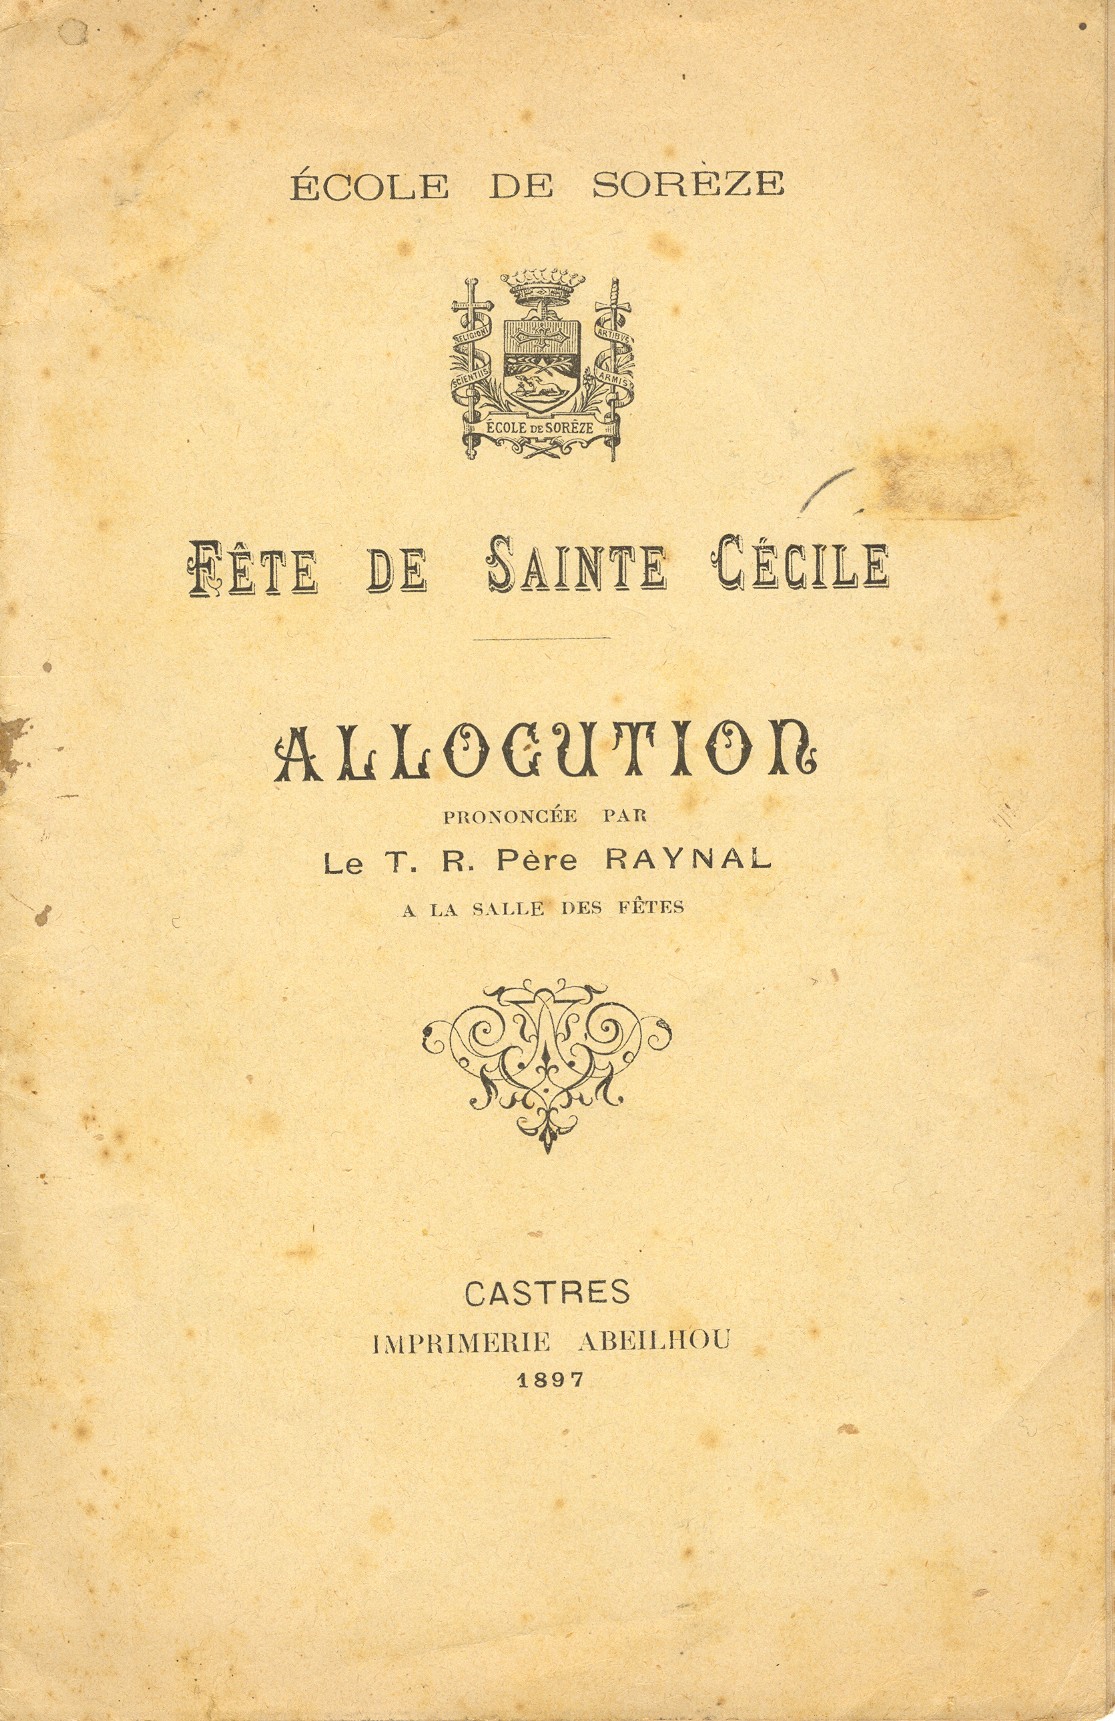 ÉCOLE DE SORÈZE
RELIGIONI
SCIENTIIS
ARTIBVS
ARMIS
ÉCOLE DE SORÈZE
FÊTE DE SAINTE CÉCILE
ALLOCUTION
PRONONCÉE PAR
Le T. R. Père RAYNAL
A LA SALLE DES FÊTES
CASTRES
IMPRIMERIE ABEILHOU
1897